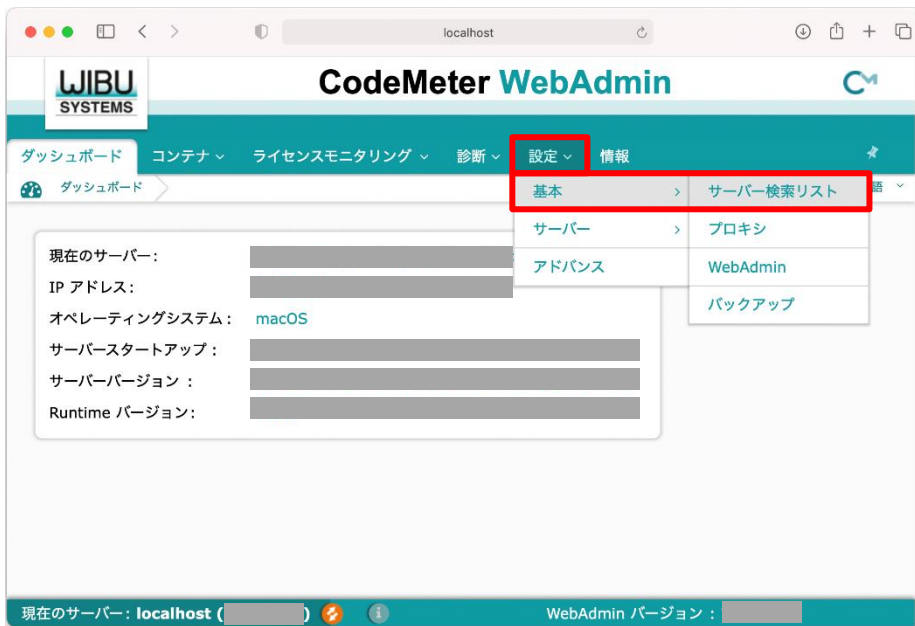 localhost
WIBU
SYSTEMS
CodeMeter WebAdmin
CM
ダッシュボード コンテナ ライセンスモニタリング 診断 設定 情報
ダッシュボード
語
基本 サーバー検索リスト
サーバー プロキシ
アドバンス WebAdmin
バックアップ
現在のサーバー:
IP アドレス:
オペレーティングシステム: macOS
サーバースタートアップ:
サーバーバージョン :
Runtime バージョン:
現在のサーバー: localhost ( ) WebAdmin バージョン :